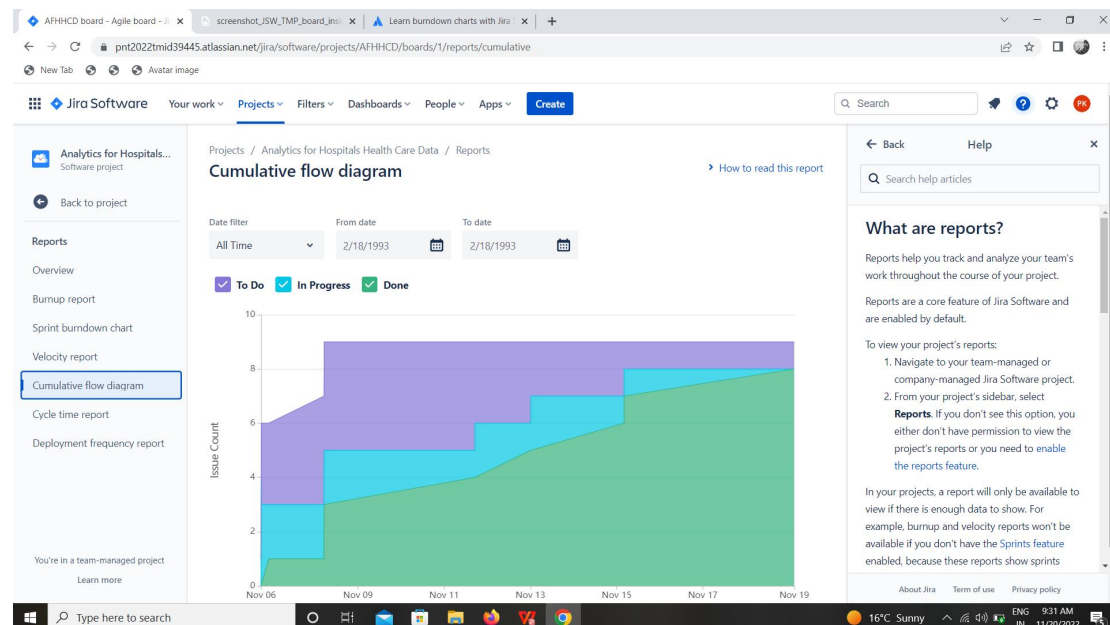 AFHHCD board - Agile board - Ji
screenshot_JSW_TMP_board_insi
Learn burndown charts with Jira S
pnt2022tmid39445.atlassian.net/jira/software/projects/AFHHCD/boards/1/reports/cumulative
New Tab
Avatar image
Jira Software
Your work
Projects
Filters
Dashboards
People
Apps
Create
Search
PK
Analytics for Hospitals...
Software project
Back to project
Reports
Overview
Burnup report
Sprint burndown chart
Velocity report
Cumulative flow diagram
Cycle time report
Deployment frequency report
You're in a team-managed project
Learn more
Projects / Analytics for Hospitals Health Care Data / Reports
Cumulative flow diagram
How to read this report
Date filter
From date
To date
All Time
2/18/1993
2/18/1993
To Do
In Progress
Done
Issue Count
10
8
6
4
2
0
Nov 06
Nov 09
Nov 11
Nov 13
Nov 15
Nov 17
Nov 19
Back
Help
Search help articles
What are reports?
Reports help you track and analyze your team's
work throughout the course of your project.
Reports are a core feature of Jira Software and
are enabled by default.
To view your project's reports:
1. Navigate to your team-managed or
company-managed Jira Software project.
2. From your project's sidebar, select
Reports. If you don't see this option, you
either don't have permission to view the
project's reports or you need to enable
the reports feature.
In your projects, a report will only be available to
view if there is enough data to show. For
example, burnup and velocity reports won't be
available if you don't have the Sprints feature
enabled, because these reports show sprints
About Jira
Term of use
Privacy policy
Type here to search
16°C Sunny
ENG
IN
9:31 AM
11/20/2022